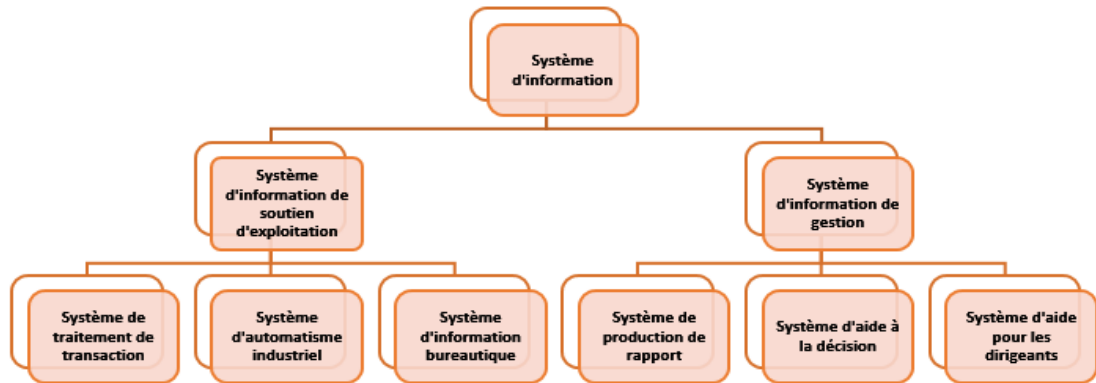 Système
d'information
Système
d'information de
soutien
d'exploitation
Système
d'information de
gestion
Système de
traitement de
transaction
Système
d'automatisme
industriel
Système
d'information
bureautique
Système de
production de
rapport
Système d'aide à
la décision
Système d'aide
pour les
dirigeants